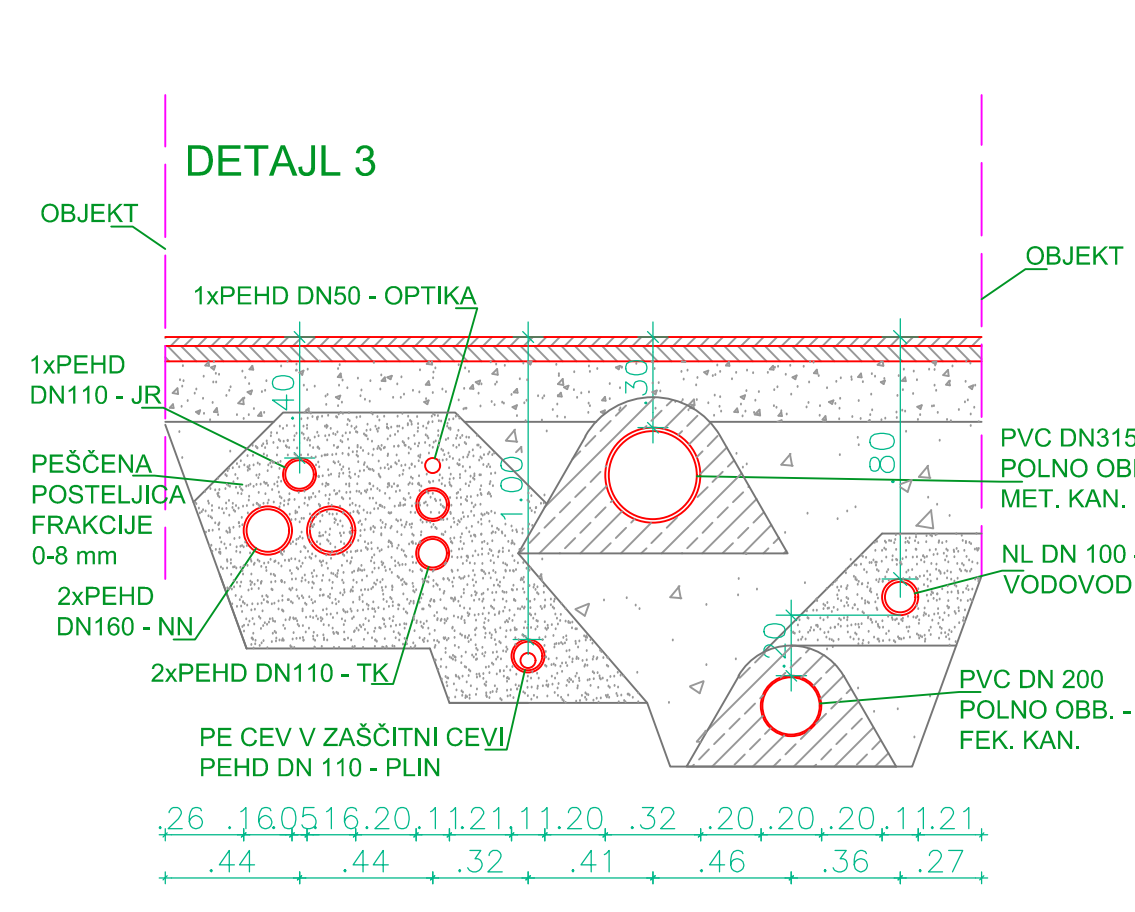 DETAJL 3
OBJEKT
OBJEKT
1xPEHD DN50 - OPTIKA
1xPEHD
DN110 - JR
.40
.30
1.00
.80
.20
PEŠČENA
POSTELJICA
FRAKCIJE
0-8 mm
PVC DN315
POLNO OB
MET. KAN.
2xPEHD
DN160 - NN
NL DN 100 -
VODOVOD
2xPEHD DN110 - TK
PVC DN 200
POLNO OBB. -
FEK. KAN.
PE CEV V ZAŠČITNI CEVI
PEHD DN 110 - PLIN
.26 .16 .05 .16 .20 .11 .21 .11 .20 .32 .20 .20 .20 .11 .21
.44 .44 .32 .41 .46 .36 .27